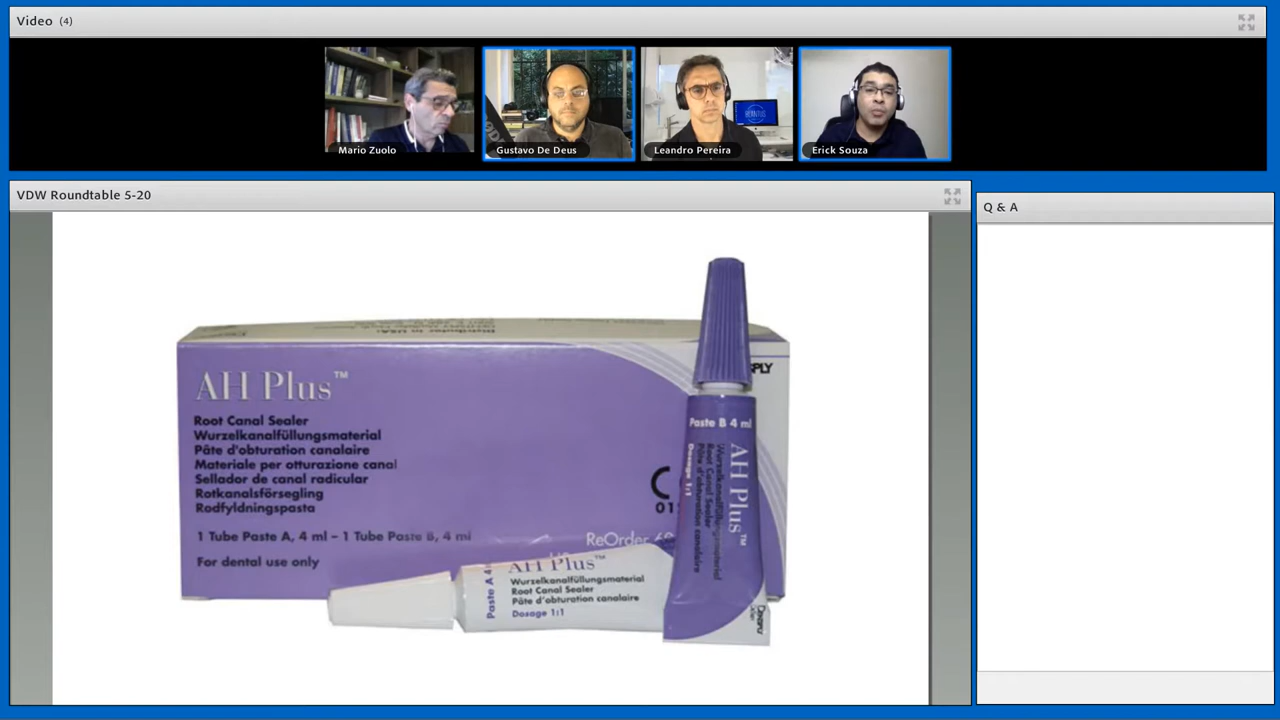 Video (4)
Mario Zuolo
Gustavo De Deus
Leandro Pereira
Erick Souza
VDW Roundtable 5-20
Q & A
AH Plus™
Root Canal Sealer
Wurzelkanalfüllungsmaterial
Pâte d'obturation canalaire
Materiale per otturazione canal
Sellador de canal radicular
Rotkanalsförsegling
Rodfyldningspasta
1 Tube Paste A, 4 ml – 1 Tube Paste B, 4 ml
For dental use only
ReOrder
Paste A 4
AH Plus™
Wurzelkanalfüllungsmaterial
Root Canal Sealer
Pâte d'obturation canalaire
Dosage 1:1
Paste B 4 ml
AH Plus™
Wurzelkanalfüllungsmaterial
Root Canal Sealer
Pâte d'obturation canalaire
Dosage 1:1